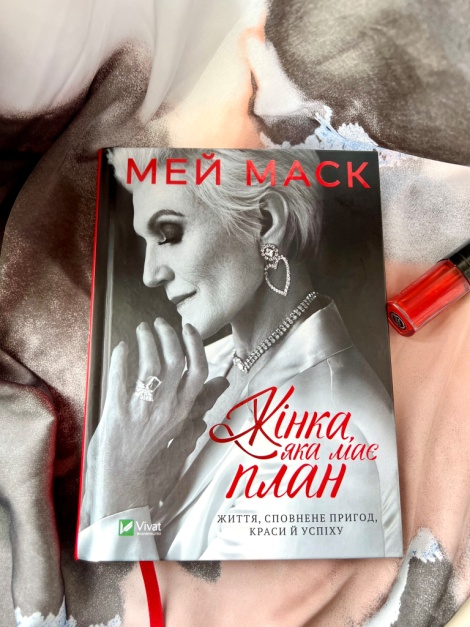 МЕЙ МАСК
Жінка,
яка має
план
ЖИТТЯ, СПОВНЕНЕ ПРИГОД,
КРАСИ Й УСПІХУ
Vivat